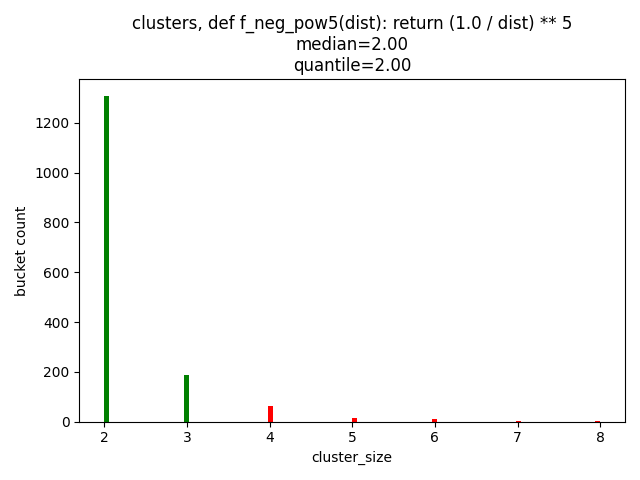 clusters, def f_neg_pow5(dist): return (1.0 / dist) ** 5
median=2.00
quantile=2.00
1200
1000
800
600
400
200
0
bucket count
2 3 4 5 6 7 8
cluster_size